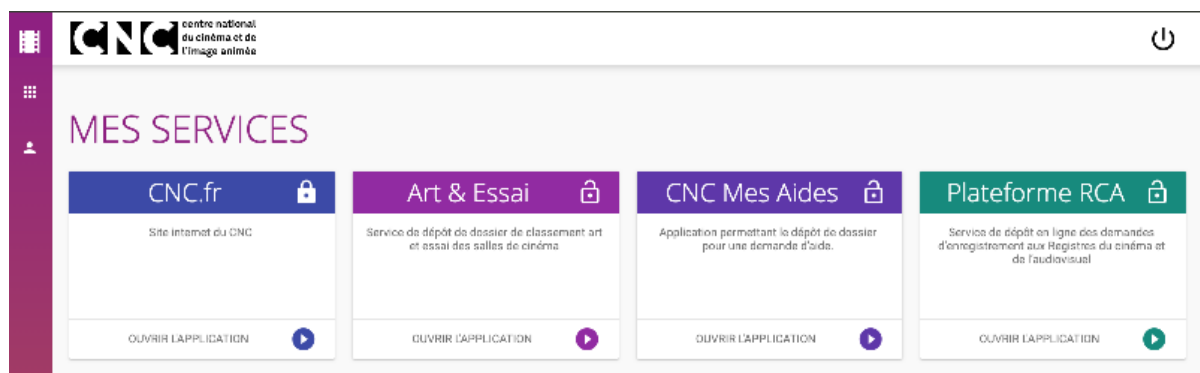 CNC
centre national
du cinéma et de
l'image animée
MES SERVICES
CNC.fr
Site internet du CNC
OUVRIR L'APPLICATION
Art & Essai
Service de dépôt de dossier de classement art
et essai des salles de cinéma
OUVRIR L'APPLICATION
CNC Mes Aides
Application permettant le dépôt de dossier
pour une demande d'aide.
OUVRIR L'APPLICATION
Plateforme RCA
Service de dépôt en ligne des demandes
d'enregistrement aux Registres du cinéma et
de l'audiovisuel
OUVRIR L'APPLICATION